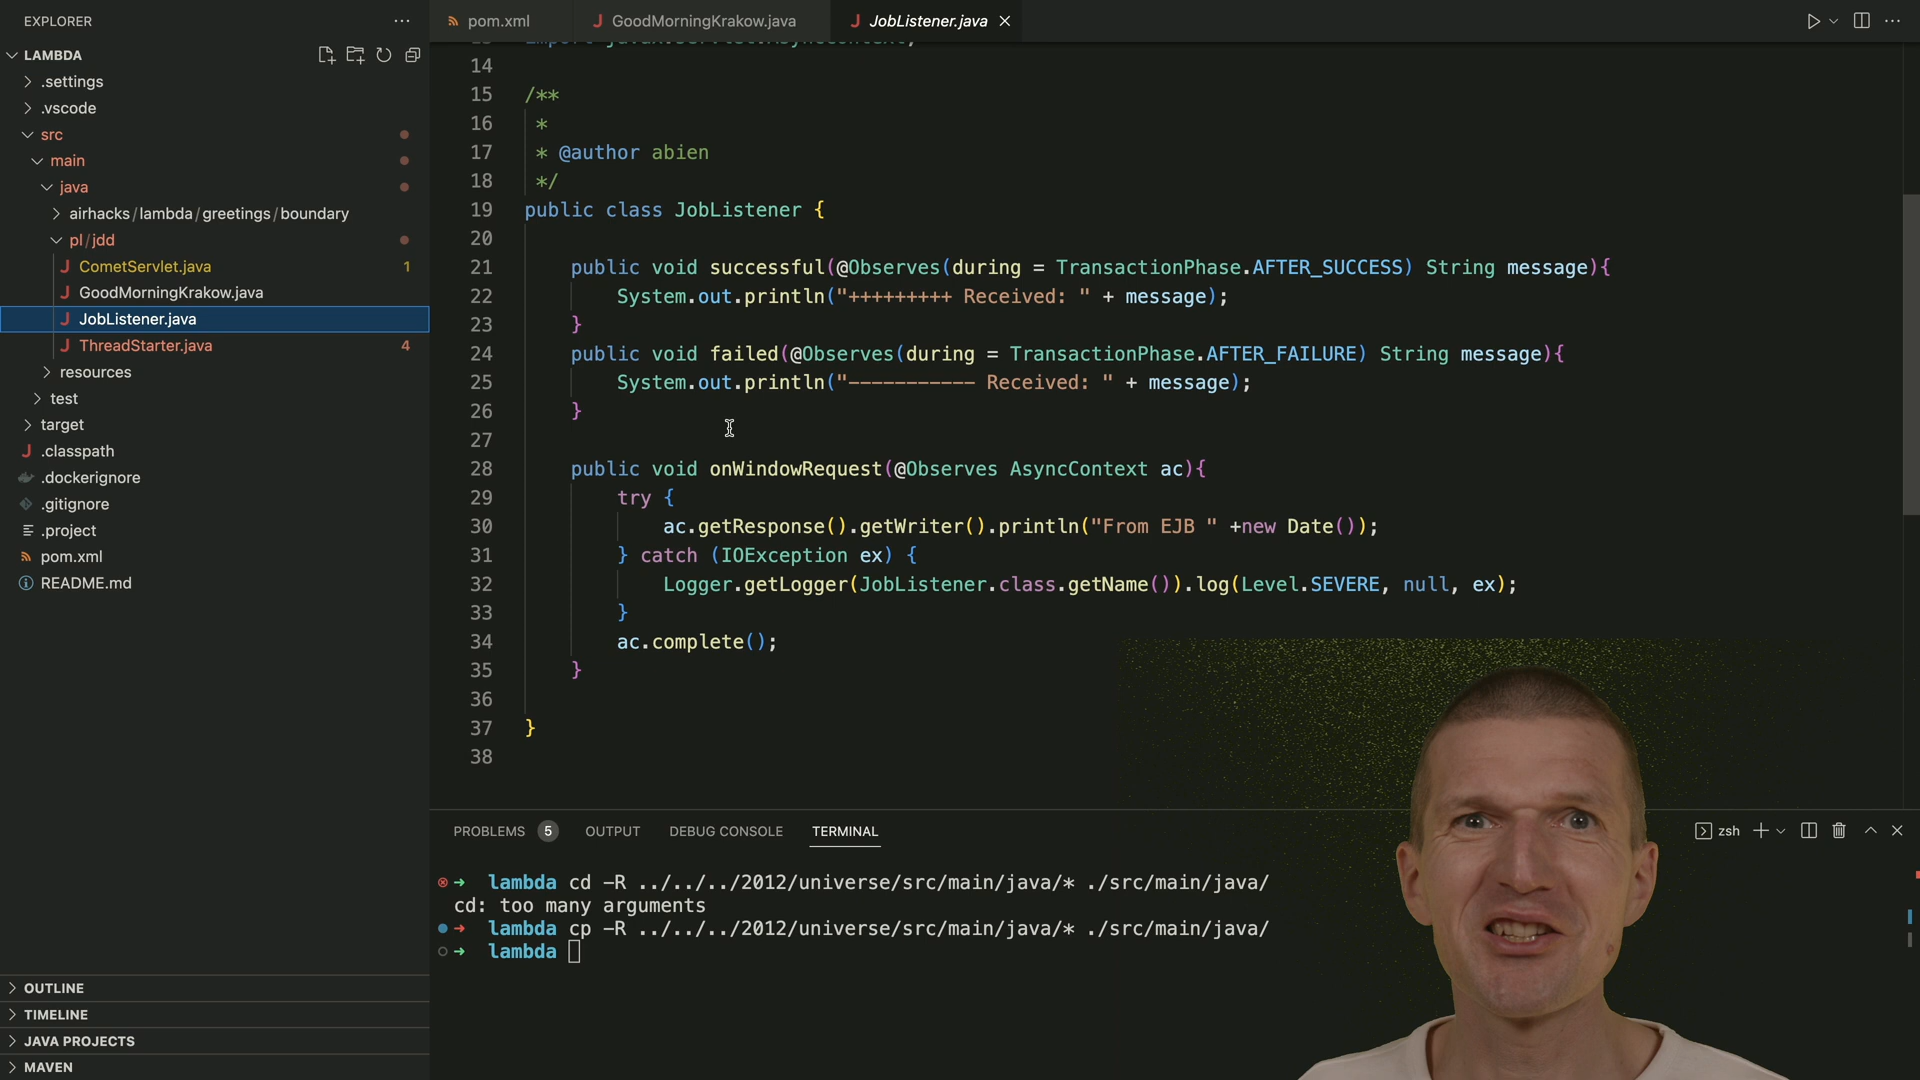 EXPLORER
LAMBDA
.settings
.vscode
src
main
java
airhacks/lambda/greetings/boundary
pl/jdd
CometServlet.java 1
GoodMorningKrakow.java
JobListener.java
ThreadStarter.java 4
resources
test
target
.classpath
.dockerignore
.gitignore
.project
pom.xml
README.md
OUTLINE
TIMELINE
JAVA PROJECTS
MAVEN
pom.xml
GoodMorningKrakow.java
JobListener.java
14
15 /**
16 *
17 * @author abien
18 */
19 public class JobListener {
20
21 public void successful(@Observes(during = TransactionPhase.AFTER_SUCCESS) String message){
22 System.out.println("+++++++++ Received: " + message);
23 }
24 public void failed(@Observes(during = TransactionPhase.AFTER_FAILURE) String message){
25 System.out.println("----------- Received: " + message);
26 }
27
28 public void onWindowRequest(@Observes AsyncContext ac){
29 try {
30 ac.getResponse().getWriter().println("From EJB " +new Date());
31 } catch (IOException ex) {
32 Logger.getLogger(JobListener.class.getName()).log(Level.SEVERE, null, ex);
33 }
34 ac.complete();
35 }
36
37 }
38
PROBLEMS 5 OUTPUT DEBUG CONSOLE TERMINAL
zsh
lambda cd -R ../../../2012/universe/src/main/java/* ./src/main/java/
cd: too many arguments
lambda cp -R ../../../2012/universe/src/main/java/* ./src/main/java/
lambda